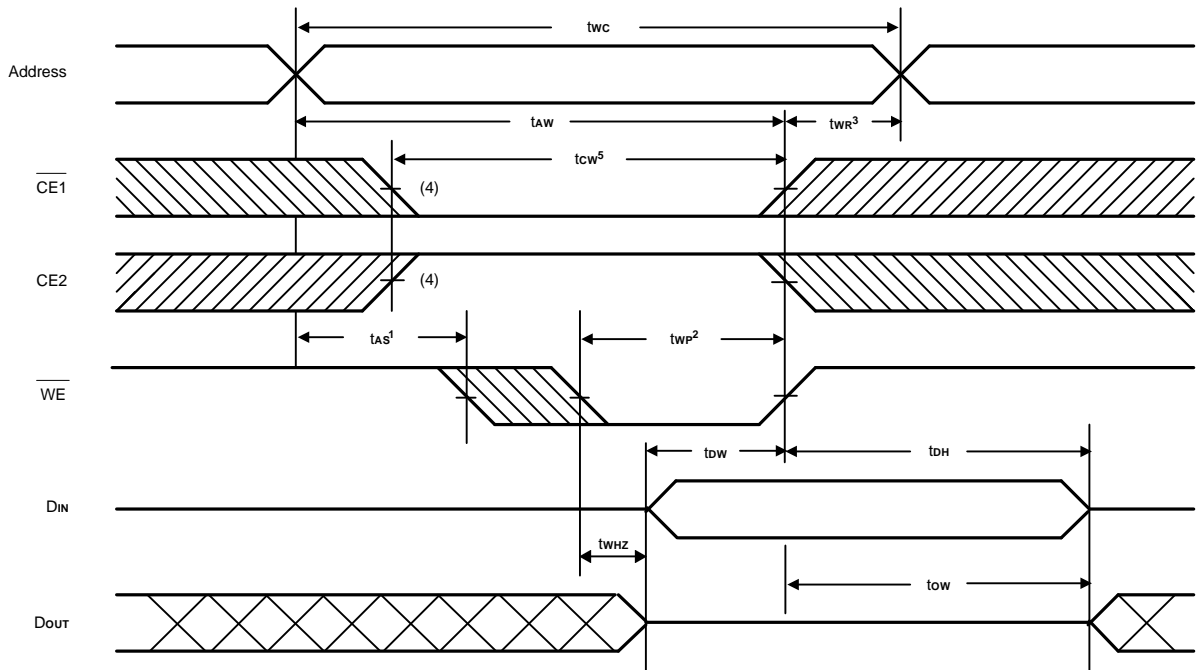 tWC
Address
tAW
tWR³
tCW⁵
CE1
(4)
CE2
(4)
tAS¹
tWP²
WE
tDW
tDH
DIN
tWHZ
tOW
DOUT